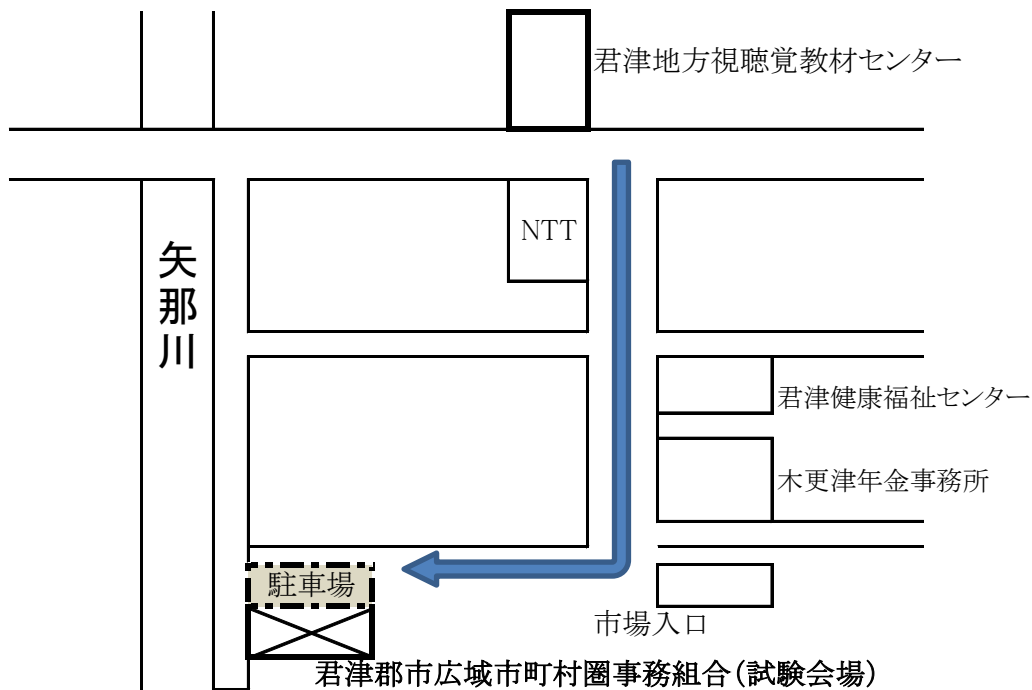 君津地方視聴覚教材センター
NTT
矢那川
君津健康福祉センター
木更津年金事務所
駐車場
市場入口
君津郡市広域市町村圏事務組合（試験会場）